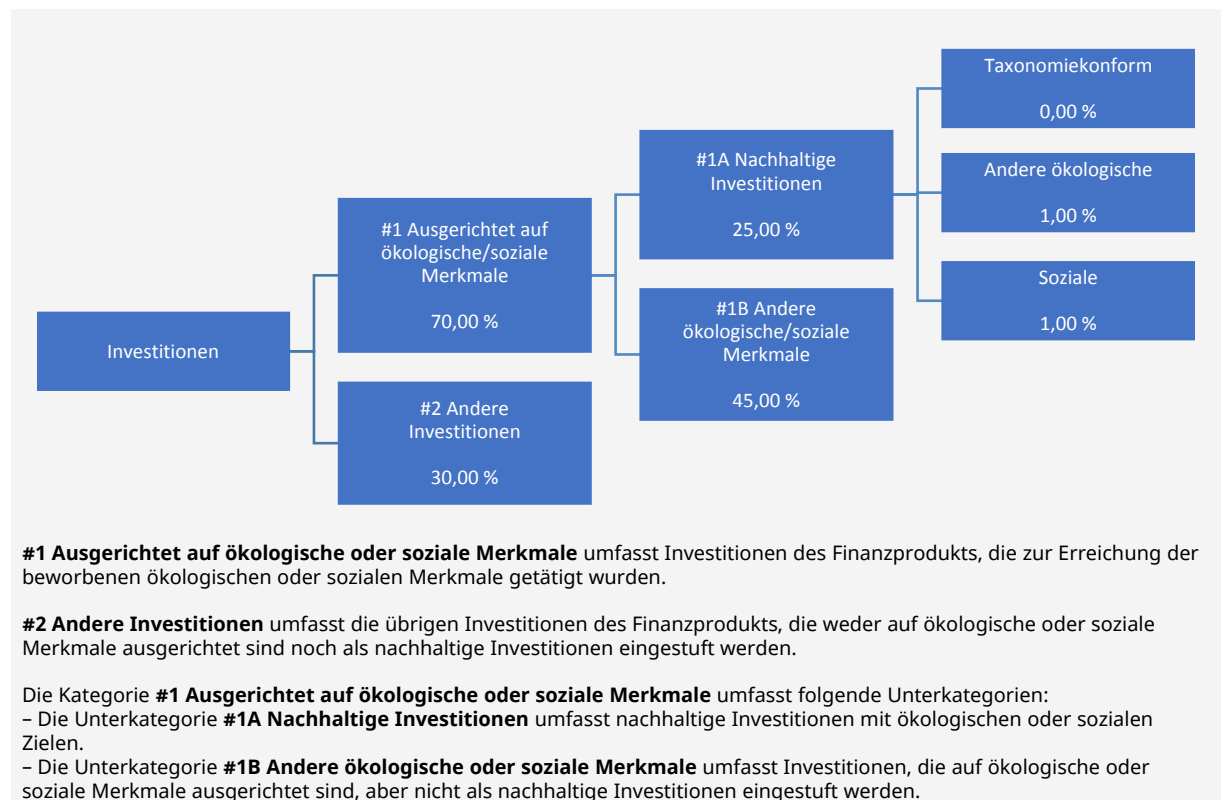 Investitionen
#1 Ausgerichtet auf
ökologische/soziale
Merkmale
70,00 %
#2 Andere
Investitionen
30,00 %
#1A Nachhaltige
Investitionen
25,00 %
#1B Andere
ökologische/soziale
Merkmale
45,00 %
Taxonomiekonform
0,00 %
Andere ökologische
1,00 %
Soziale
1,00 %
#1 Ausgerichtet auf ökologische oder soziale Merkmale umfasst Investitionen des Finanzprodukts, die zur Erreichung der
beworbenen ökologischen oder sozialen Merkmale getätigt wurden.
#2 Andere Investitionen umfasst die übrigen Investitionen des Finanzprodukts, die weder auf ökologische oder soziale
Merkmale ausgerichtet sind noch als nachhaltige Investitionen eingestuft werden.
Die Kategorie #1 Ausgerichtet auf ökologische oder soziale Merkmale umfasst folgende Unterkategorien:
– Die Unterkategorie #1A Nachhaltige Investitionen umfasst nachhaltige Investitionen mit ökologischen oder sozialen
Zielen.
– Die Unterkategorie #1B Andere ökologische oder soziale Merkmale umfasst Investitionen, die auf ökologische oder
soziale Merkmale ausgerichtet sind, aber nicht als nachhaltige Investitionen eingestuft werden.